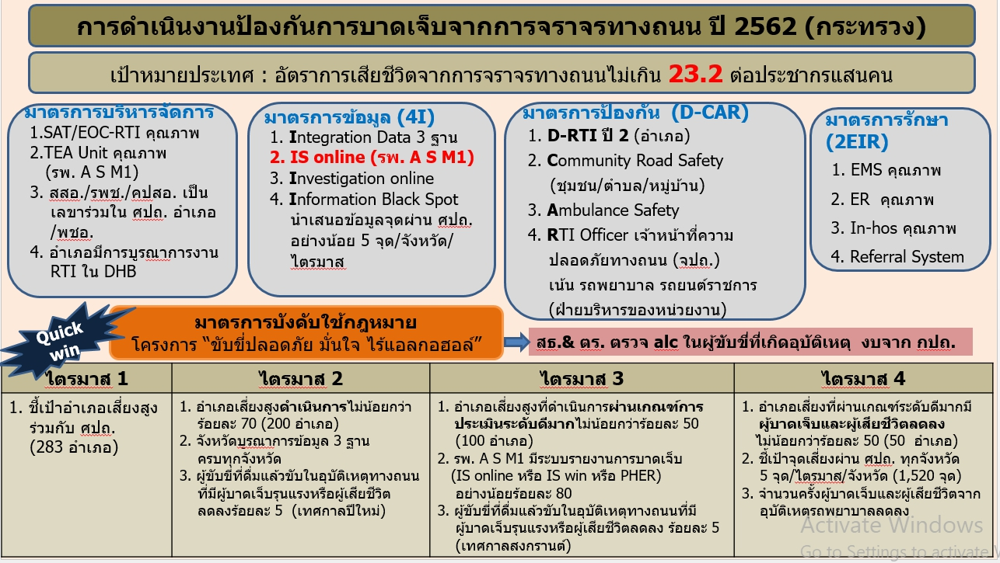 การดำเนินงานป้องกันการบาดเจ็บจากการจราจรทางถนน ปี 2562 (กระทรวง)
เป้าหมายประเทศ : อัตราการเสียชีวิตจากการจราจรทางถนนไม่เกิน 23.2 ต่อประชากรแสนคน
มาตรการบริหารจัดการ
1.SAT/EOC-RTI คุณภาพ
2.TEA Unit คุณภาพ
(รพ. A S M1)
3. สสอ./รพช./คปสอ. เป็น
เลขาร่วมใน ศปถ. อำเภอ
/พชอ.
4. อำเภอมีการบูรณาการงาน
RTI ใน DHB
มาตรการข้อมูล (4I)
1. Integration Data 3 ฐาน
2. IS online (รพ. A S M1)
3. Investigation online
4. Information Black Spot
นำเสนอข้อมูลจุดผ่าน ศปถ.
อย่างน้อย 5 จุด/จังหวัด/
ไตรมาส
มาตรการป้องกัน (D-CAR)
1. D-RTI ปี 2 (อำเภอ)
2. Community Road Safety
(ชุมชน/ตำบล/หมู่บ้าน)
3. Ambulance Safety
4. RTI Officer เจ้าหน้าที่ความ
ปลอดภัยทางถนน (จปถ.)
เน้น รถพยาบาล รถยนต์ราชการ
(ฝ่ายบริหารของหน่วยงาน)
มาตรการรักษา
(2EIR)
1. EMS คุณภาพ
2. ER คุณภาพ
3. In-hos คุณภาพ
4. Referral System
Quick
win
มาตรการบังคับใช้กฎหมาย
โครงการ “ขับขี่ปลอดภัย มั่นใจ ไร้แอลกอฮอล์”
สธ.& ตร. ตรวจ alc ในผู้ขับขี่ที่เกิดอุบัติเหตุ งบจาก กปถ.
ไตรมาส 1
1. ชี้เป้าอำเภอเสี่ยงสูง
ร่วมกับ ศปถ.
(283 อำเภอ)
ไตรมาส 2
1. อำเภอเสี่ยงสูงดำเนินการไม่น้อยกว่า
ร้อยละ 70 (200 อำเภอ)
2. จังหวัดบูรณาการข้อมูล 3 ฐาน
ครบทุกจังหวัด
3. ผู้ขับขี่ที่ดื่มแล้วขับในอุบัติเหตุทางถนน
ที่มีผู้บาดเจ็บรุนแรงหรือผู้เสียชีวิต
ลดลงร้อยละ 5 (เทศกาลปีใหม่)
ไตรมาส 3
1. อำเภอเสี่ยงสูงที่ดำเนินการผ่านเกณฑ์การ
ประเมินระดับดีมากไม่น้อยกว่าร้อยละ 50
(100 อำเภอ)
2. รพ. A S M1 มีระบบรายงานการบาดเจ็บ
(IS online หรือ IS win หรือ PHER)
อย่างน้อยร้อยละ 80
3. ผู้ขับขี่ที่ดื่มแล้วขับในอุบัติเหตุทางถนนที่มี
ผู้บาดเจ็บรุนแรงหรือผู้เสียชีวิตลดลง ร้อยละ 5
(เทศกาลสงกรานต์)
ไตรมาส 4
1. อำเภอเสี่ยงที่ผ่านเกณฑ์ระดับดีมากมี
ผู้บาดเจ็บและผู้เสียชีวิตลดลง
ไม่น้อยกว่าร้อยละ 50 (50 อำเภอ)
2. ชี้เป้าจุดเสี่ยงผ่าน ศปถ. ทุกจังหวัด
5 จุด/ไตรมาส/จังหวัด (1,520 จุด)
3. จำนวนครั้งผู้บาดเจ็บและผู้เสียชีวิตจาก
อุบัติเหตุรถพยาบาลลดลง
Activate Windows
Go to Settings to activate